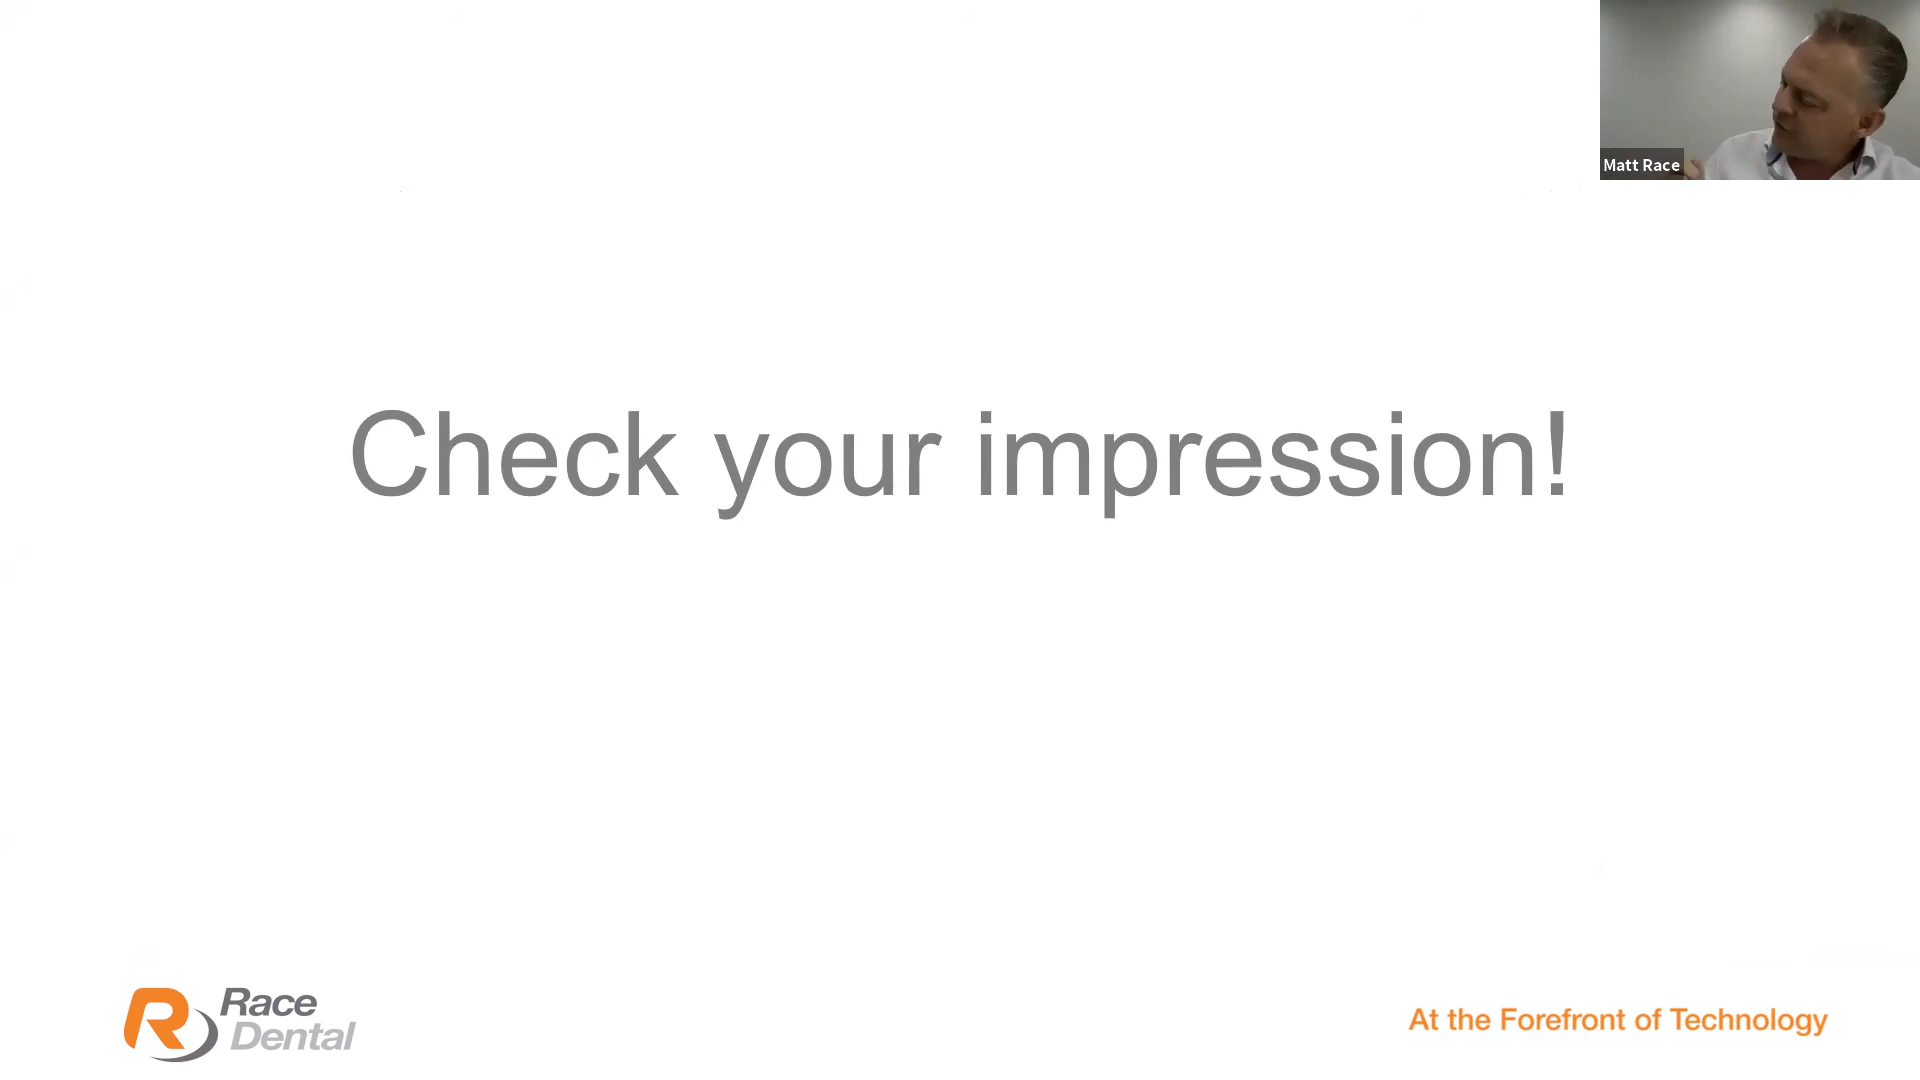 Matt Race
Check your impression!
Race
Dental
At the Forefront of Technology